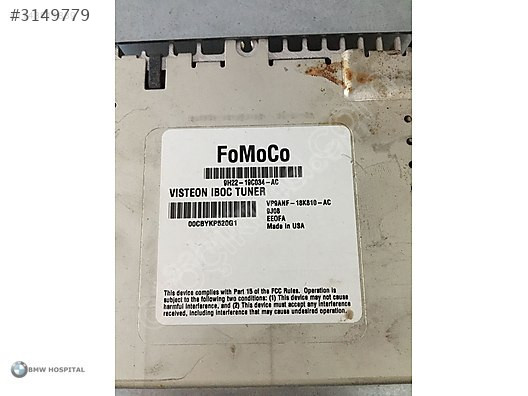 #3149779
FoMoCo
9H22-19C034-AC
VISTEON IBOC TUNER
VP9ANF-18K810-AC
9J08
EEOFA
Made in USA
00CBYKP820G1
This device complies with Part 15 of the FCC Rules. Operation is
subject to the following two conditions: (1) This device may not cause
harmful interference, and (2) This device must accept any interference
received, including interference that may cause undesired operation.
BMW HOSPITAL